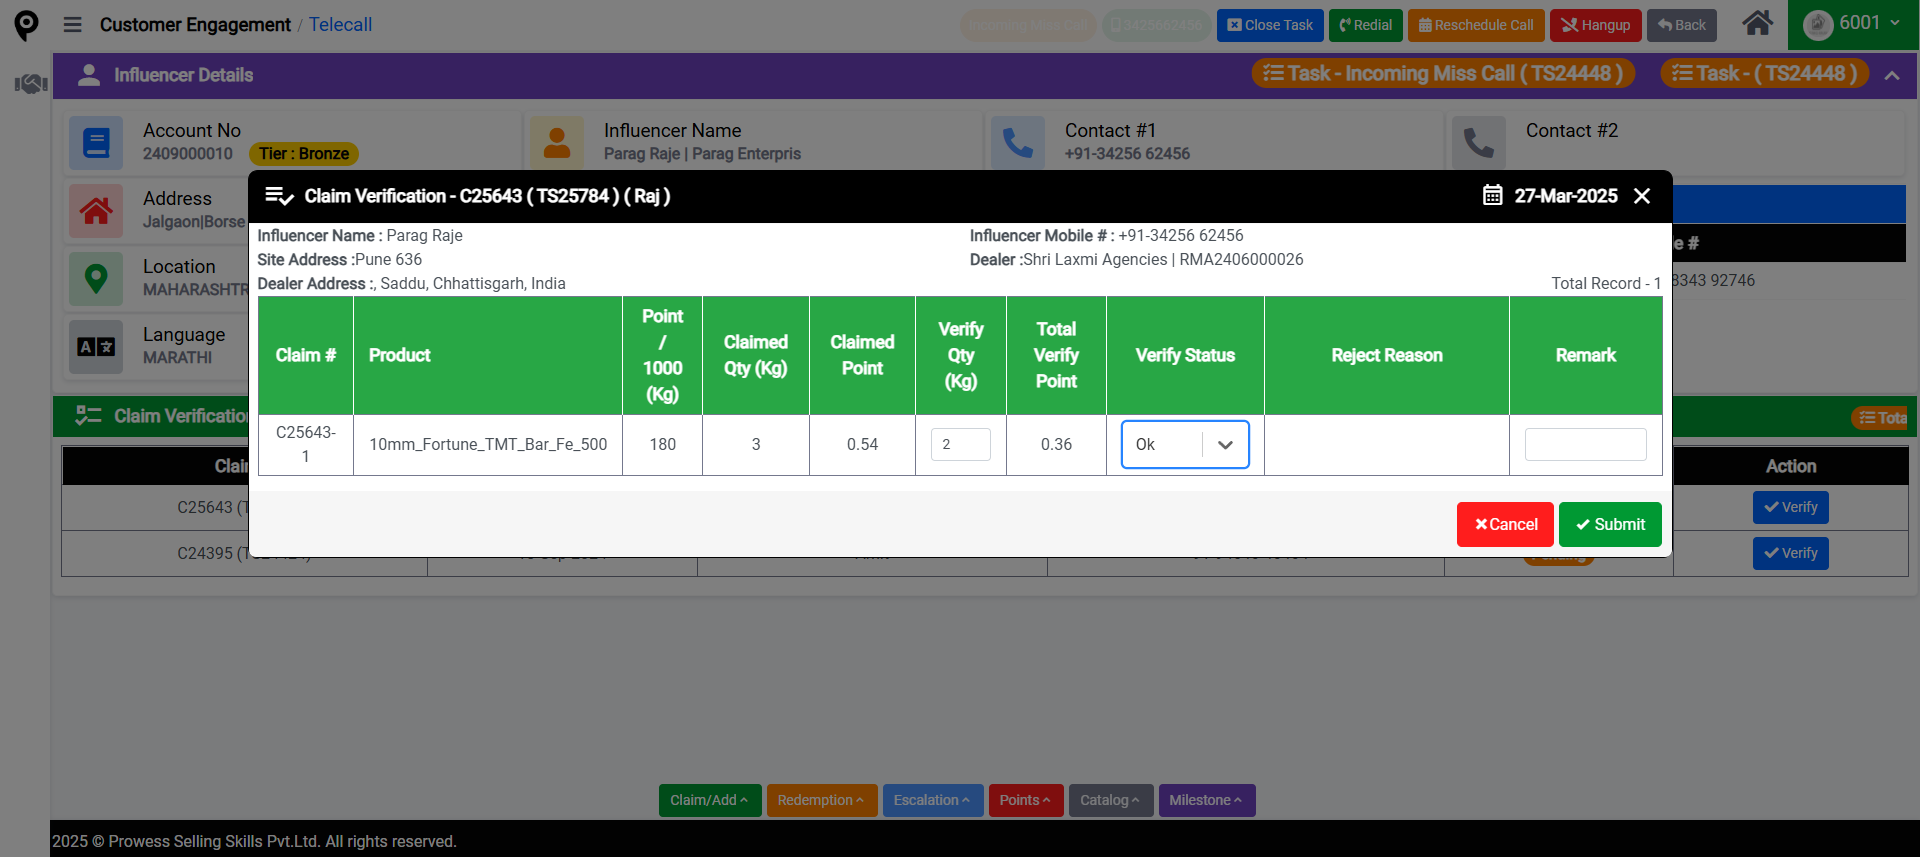 Customer Engagement / Telecall
Incoming Miss Call
3425662456
Close Task
Redial
Reschedule Call
Hangup
Back
6001
Influencer Details
Task - Incoming Miss Call ( TS24448 )
Task - ( TS24448 )
Account No
2409000010
Tier : Bronze
Influencer Name
Parag Raje | Parag Enterpris
Contact #1
+91-34256 62456
Contact #2
Address
Jalgaon|Borse
Location
MAHARASHTR
Language
MARATHI
Claim Verification - C25643 ( TS25784 ) ( Raj )
27-Mar-2025
Influencer Name : Parag Raje
Influencer Mobile # : +91-34256 62456
Site Address :Pune 636
Dealer :Shri Laxmi Agencies | RMA2406000026
Dealer Address :, Saddu, Chhattisgarh, India
Total Record - 1
Claim #
Product
Point
/
1000
(Kg)
Claimed
Qty (Kg)
Claimed
Point
Verify
Qty
(Kg)
Total
Verify
Point
Verify Status
Reject Reason
Remark
C25643-
1
10mm_Fortune_TMT_Bar_Fe_500
180
3
0.54
2
0.36
Ok
Cancel
Submit
e #
8343 92746
Claim Verificatio
Tota
Clai
Action
C25643 (T
Verify
C24395 (T
Verify
Claim/Add
Redemption
Escalation
Points
Catalog
Milestone
2025 © Prowess Selling Skills Pvt.Ltd. All rights reserved.